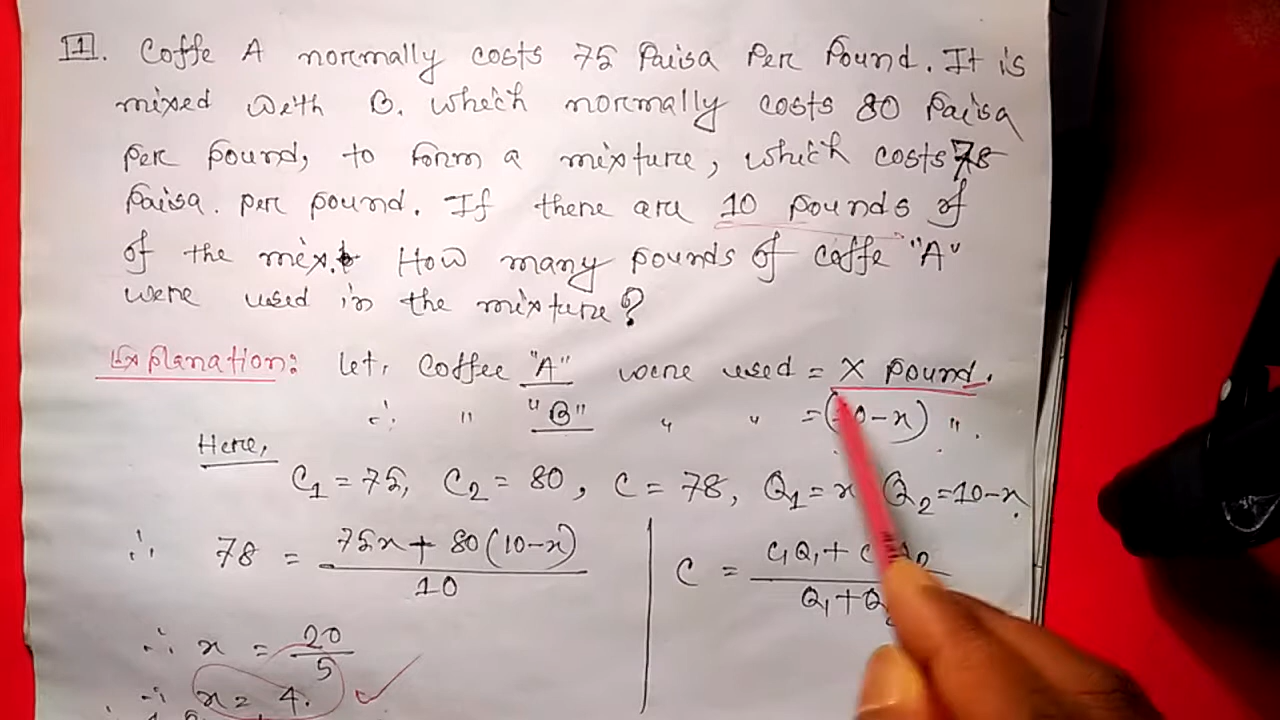 1. Coffe A normally costs 75 Paisa Per Pound. It is
mixed with B. which normally costs 80 Paisa
per pound, to form a mixture, which costs 78
Paisa. per pound. If there are 10 pounds of
of the mix. How many pounds of coffe "A"
were used in the mixture?
Explanation: let, coffee "A" were used = x pound.
∴ " "B" " " = ( 0-x) ".
Here,
C₁ = 75, C₂ = 80, C = 78, Q₁ = x Q₂ = 10-x.
∴ 78 = 75x + 80(10-x) / 10
C = C₁Q₁ + C / Q₁ + Q
∴ x = 20/5
∴ x = 4.